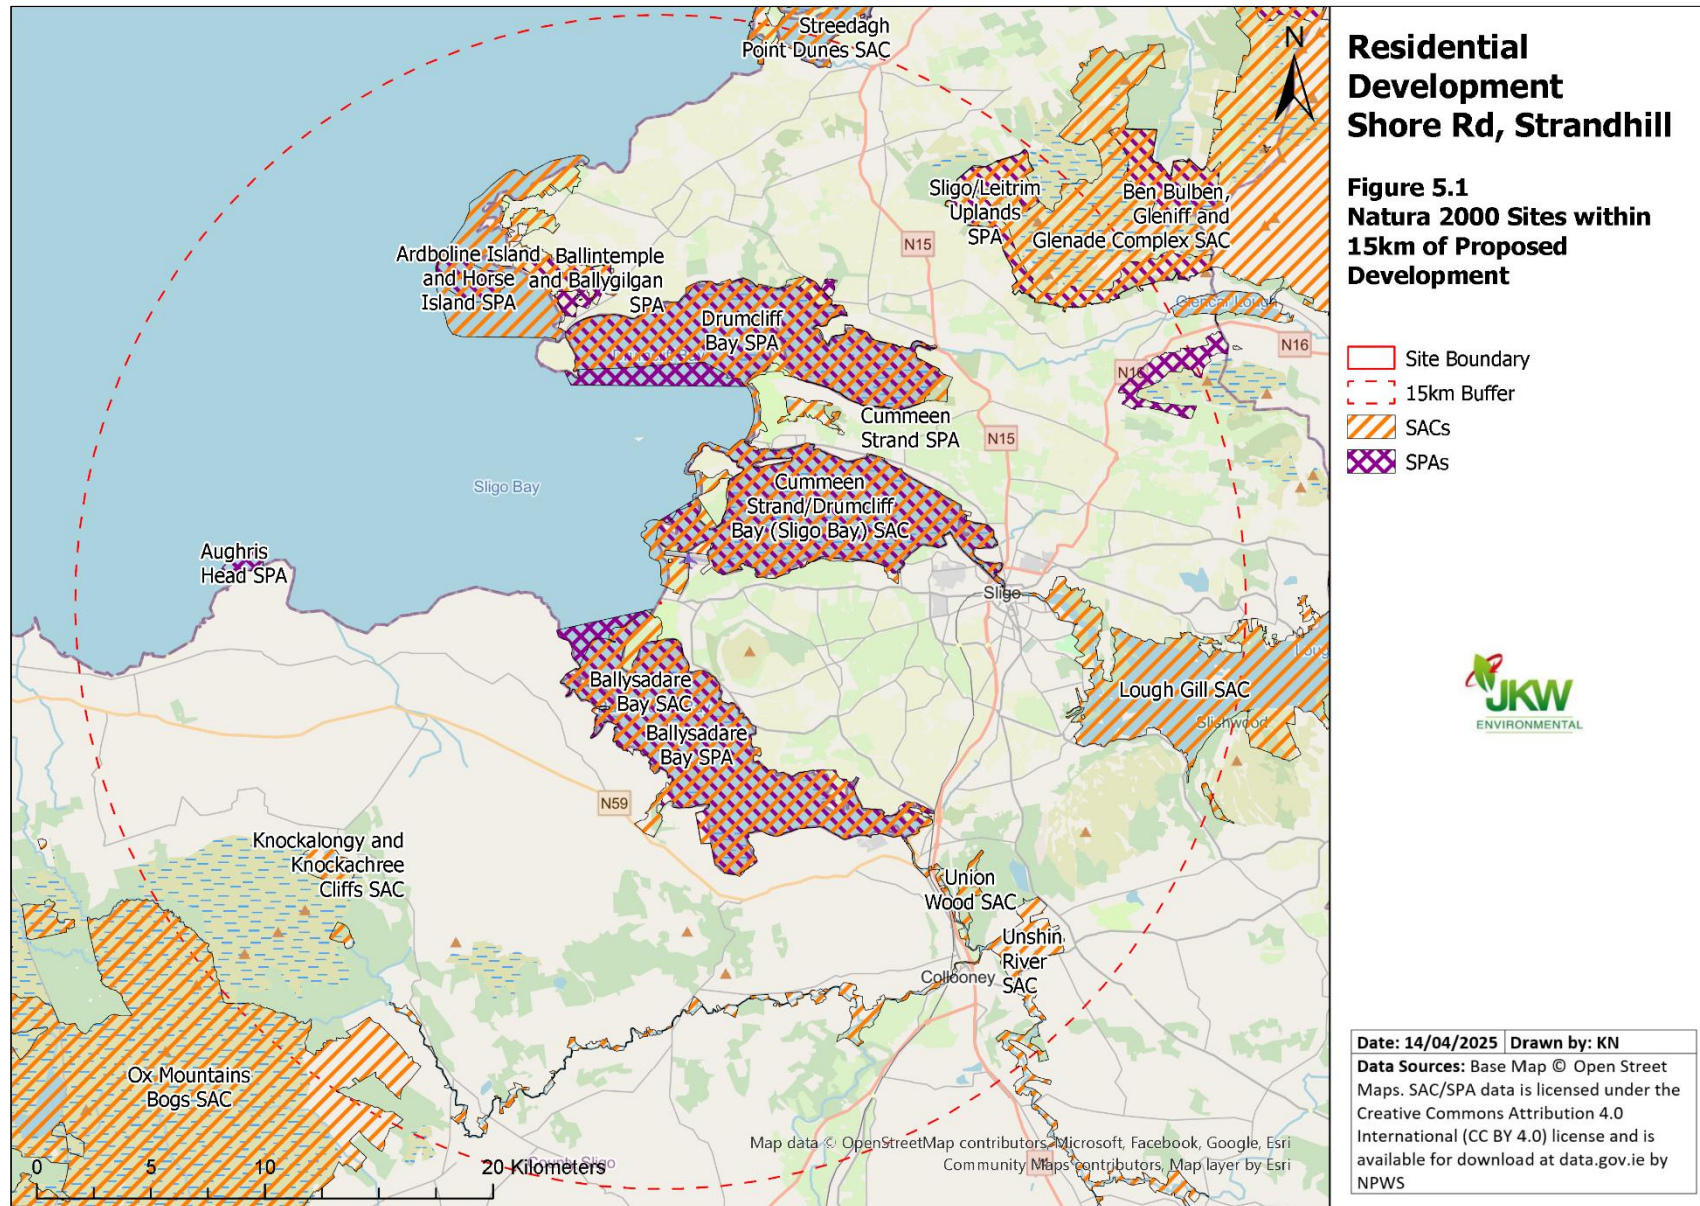 Streedagh
Point Dunes SAC
N
Sligo/Leitrim
Uplands
SPA
Ben Bulben,
Gleniff and
Glenade Complex SAC
N15
Ardboline Island
and Horse
Island SPA
Ballintemple
and Ballygilgan
SPA
Glencar Lough
Drumcliff
Bay SPA
N16
N16
Cummeen
Strand SPA
N15
Sligo Bay
Cummeen
Strand/Drumcliff
Bay (Sligo Bay) SAC
Aughris
Head SPA
Sligo
Lough Gill SAC
Slishwood
Ballysadare
Bay SAC
Ballysadare
Bay SPA
N59
Knockalongy and
Knockachree
Cliffs SAC
Union
Wood SAC
Unshin
River
SAC
Collooney
Ox Mountains
Bogs SAC
Map data © OpenStreetMap contributors, Microsoft, Facebook, Google, Esri
Community Maps contributors, Map layer by Esri
County Sligo
0 5 10 20 Kilometers
Residential
Development
Shore Rd, Strandhill
Figure 5.1
Natura 2000 Sites within
15km of Proposed
Development
Site Boundary
15km Buffer
SACs
SPAs
JKW
ENVIRONMENTAL
Date: 14/04/2025 Drawn by: KN
Data Sources: Base Map © Open Street
Maps. SAC/SPA data is licensed under the
Creative Commons Attribution 4.0
International (CC BY 4.0) license and is
available for download at data.gov.ie by
NPWS